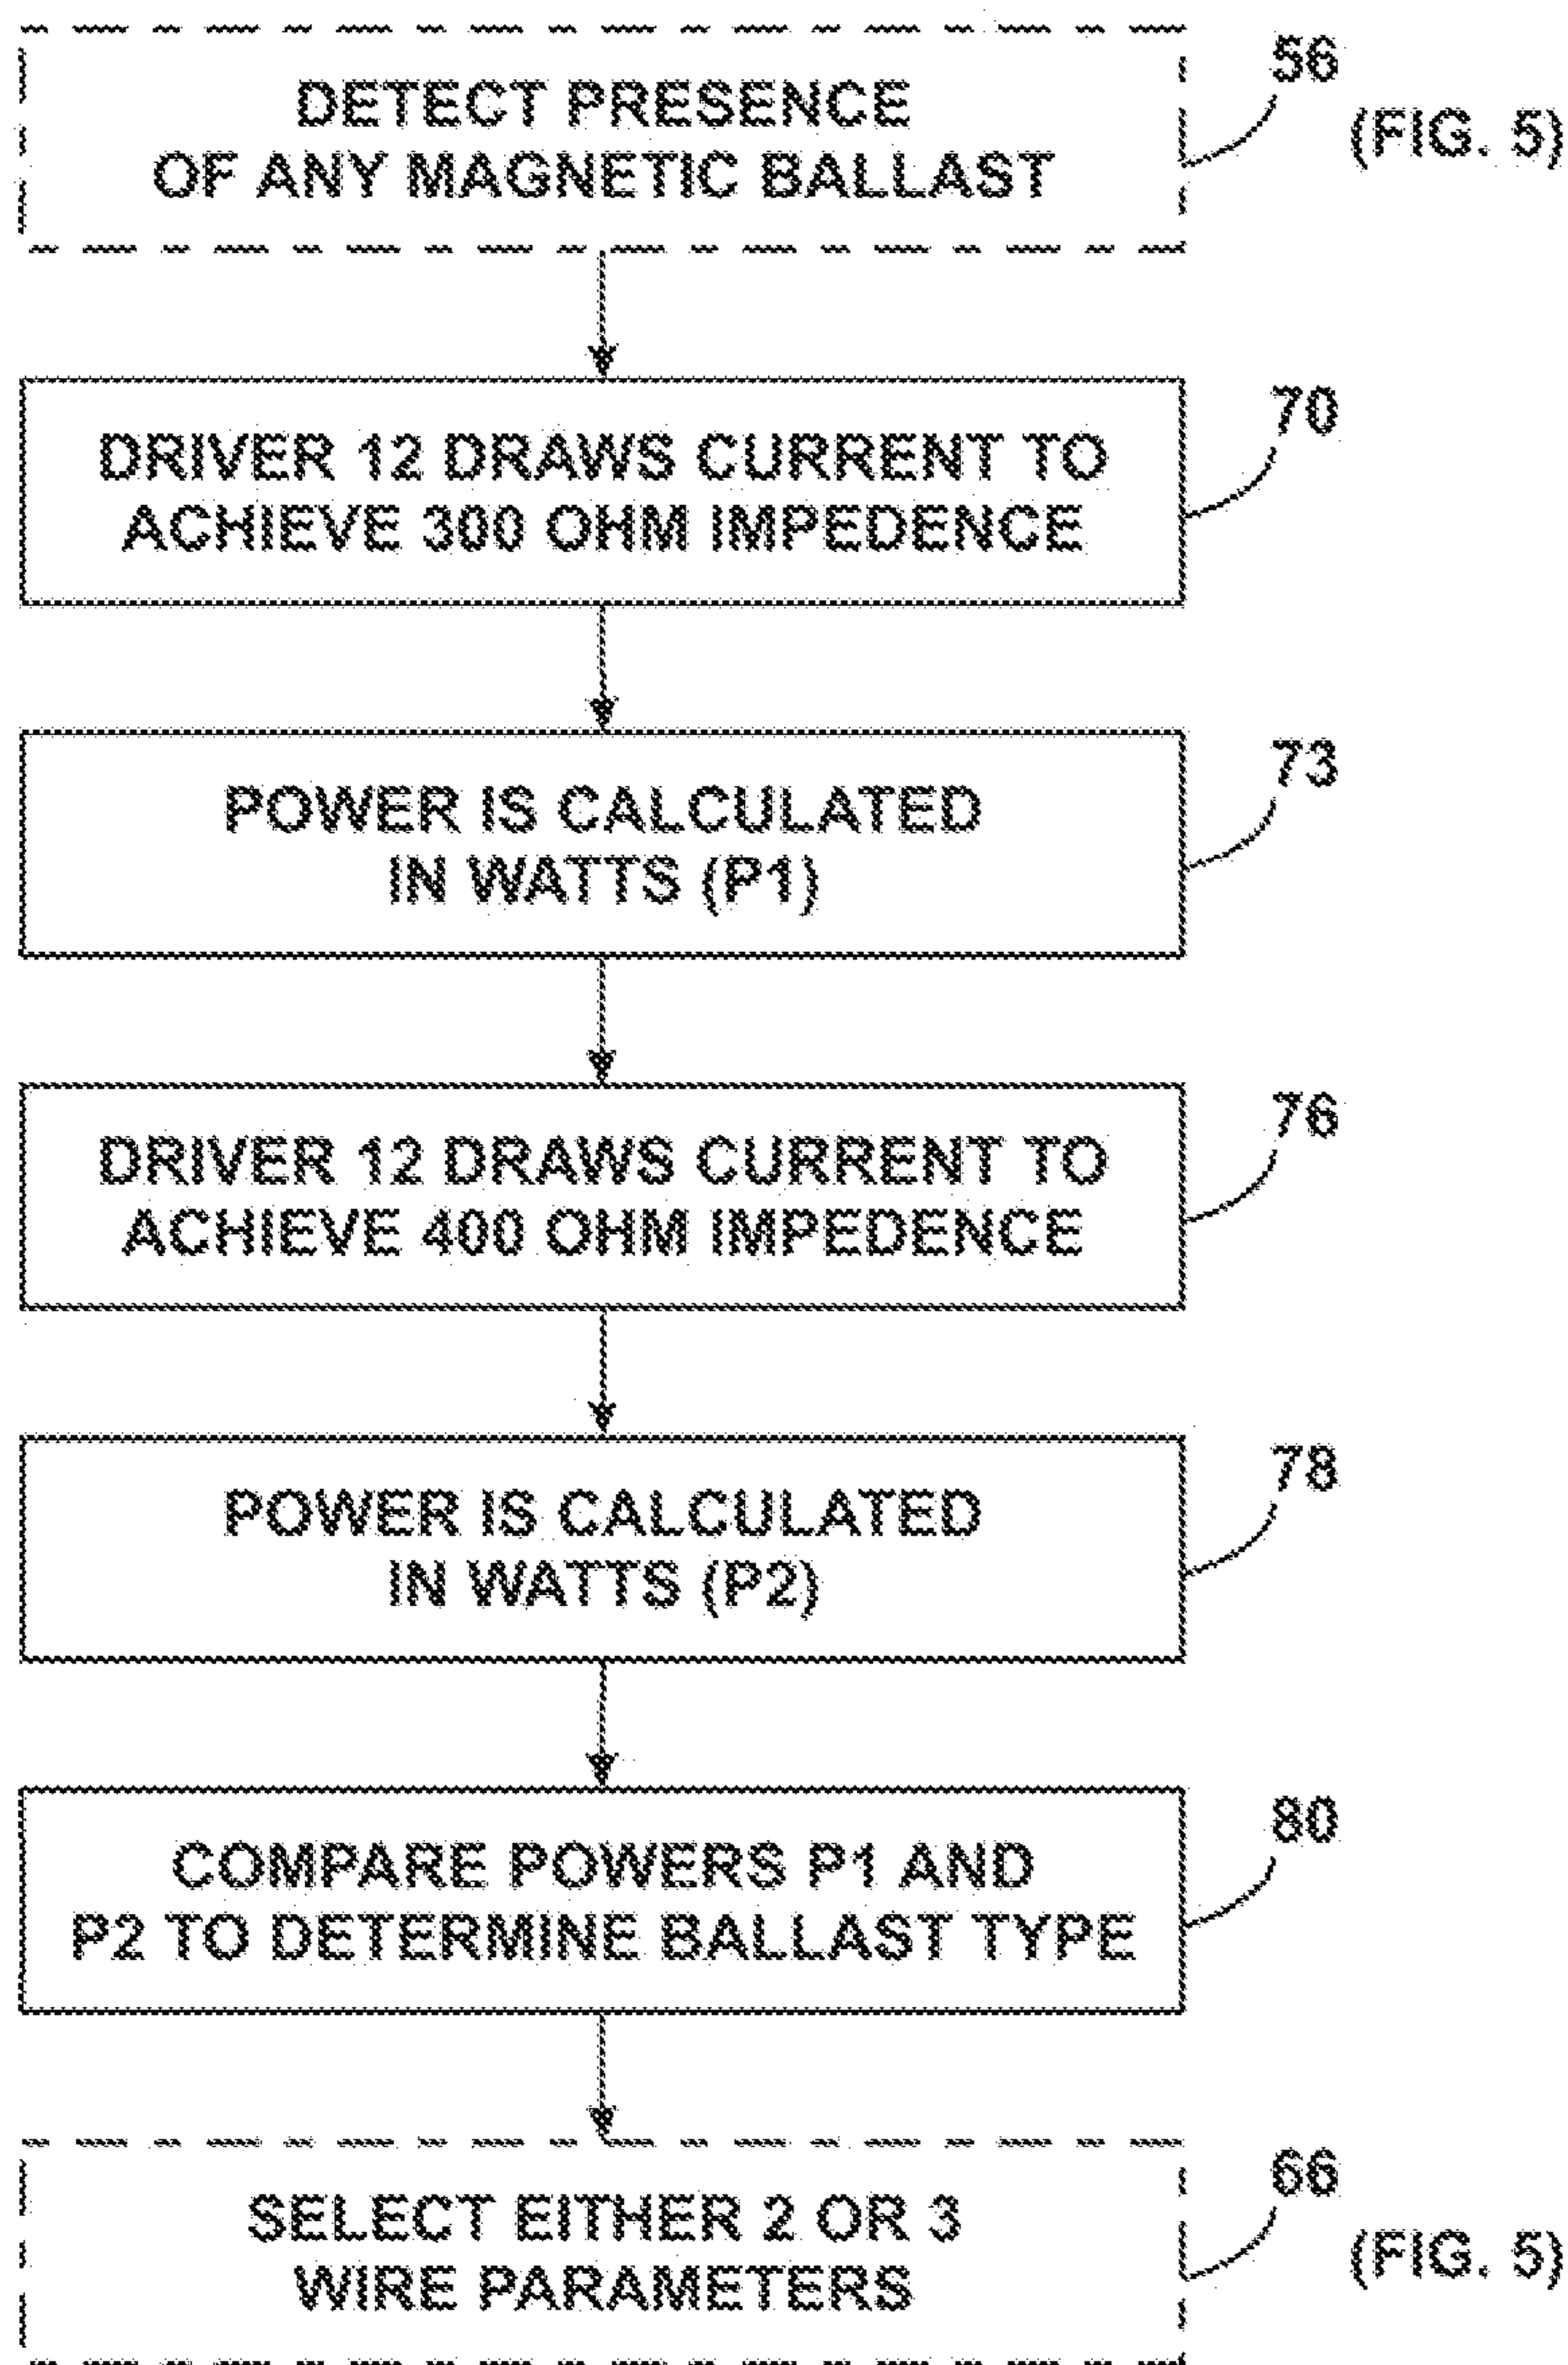 DETECT PRESENCE
OF ANY MAGNETIC BALLAST
56
(FIG. 5)
DRIVER 12 DRAWS CURRENT TO
ACHIEVE 300 OHM IMPEDENCE
70
POWER IS CALCULATED
IN WATTS (P1)
73
DRIVER 12 DRAWS CURRENT TO
ACHIEVE 400 OHM IMPEDENCE
76
POWER IS CALCULATED
IN WATTS (P2)
78
COMPARE POWERS P1 AND
P2 TO DETERMINE BALLAST TYPE
80
SELECT EITHER 2 OR 3
WIRE PARAMETERS
66
(FIG. 5)